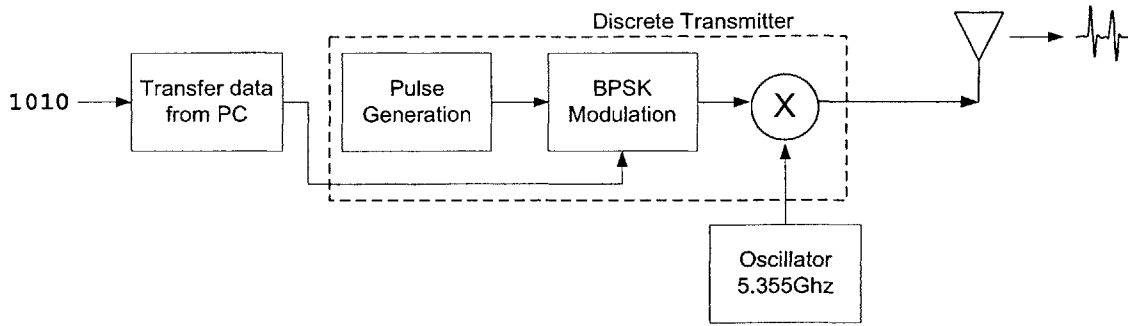 Discrete Transmitter
1010
Transfer data
from PC
Pulse
Generation
BPSK
Modulation
X
Oscillator
5.355Ghz